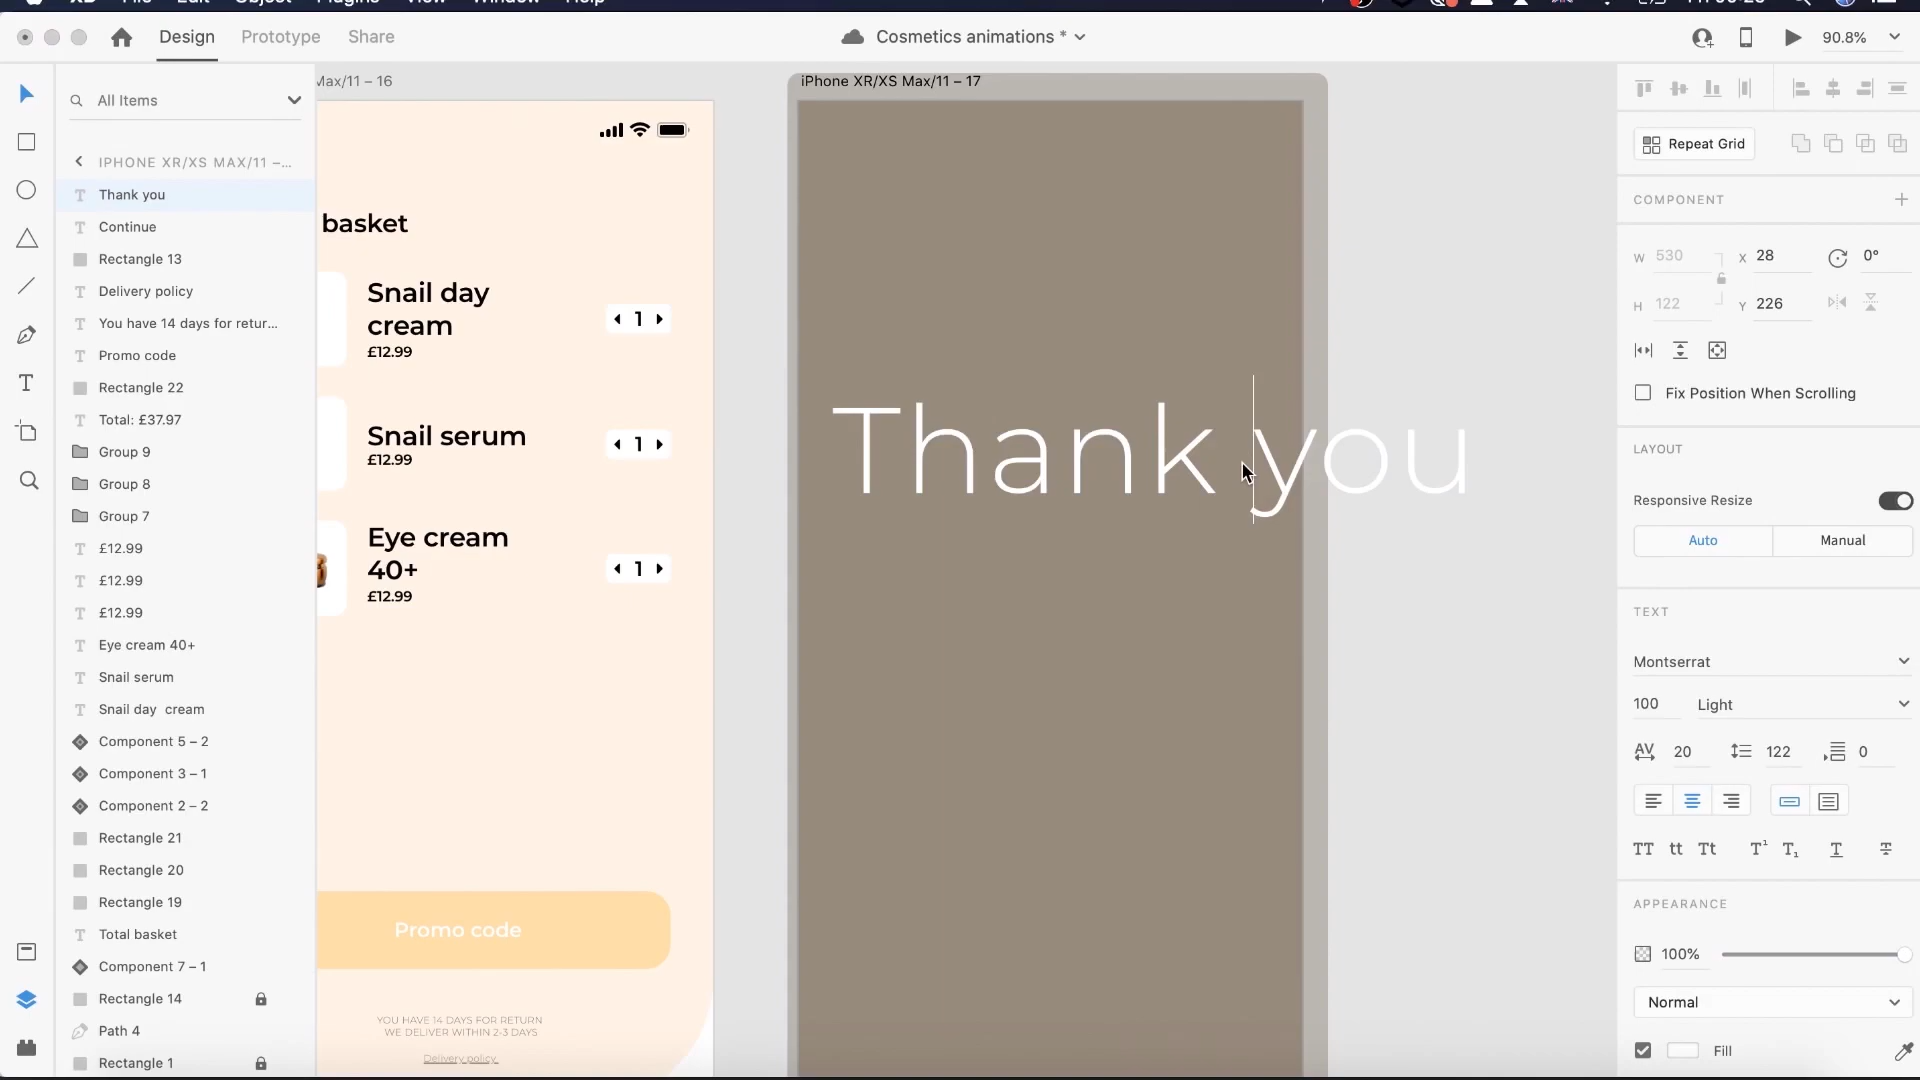 Design
Prototype
Share
Cosmetics animations *
90.8%
All Items
IPHONE XR/XS MAX/11 –...
Thank you
Continue
Rectangle 13
Delivery policy
You have 14 days for retur...
Promo code
Rectangle 22
Total: £37.97
Group 9
Group 8
Group 7
£12.99
£12.99
£12.99
Eye cream 40+
Snail serum
Snail day  cream
Component 5 – 2
Component 3 – 1
Component 2 – 2
Rectangle 21
Rectangle 20
Rectangle 19
Total basket
Component 7 – 1
Rectangle 14
Path 4
Rectangle 1
Max/11 – 16
basket
Snail day
cream
£12.99
1
Snail serum
£12.99
1
Eye cream
40+
£12.99
1
Promo code
YOU HAVE 14 DAYS FOR RETURN
WE DELIVER WITHIN 2-3 DAYS
Delivery policy
iPhone XR/XS Max/11 – 17
Thank you
Repeat Grid
COMPONENT
W 530
X 28
0°
H 122
Y 226
Fix Position When Scrolling
LAYOUT
Responsive Resize
Auto
Manual
TEXT
Montserrat
100
Light
AV 20
122
0
TT tt Tt T¹ T₁ T T
APPEARANCE
100%
Normal
Fill